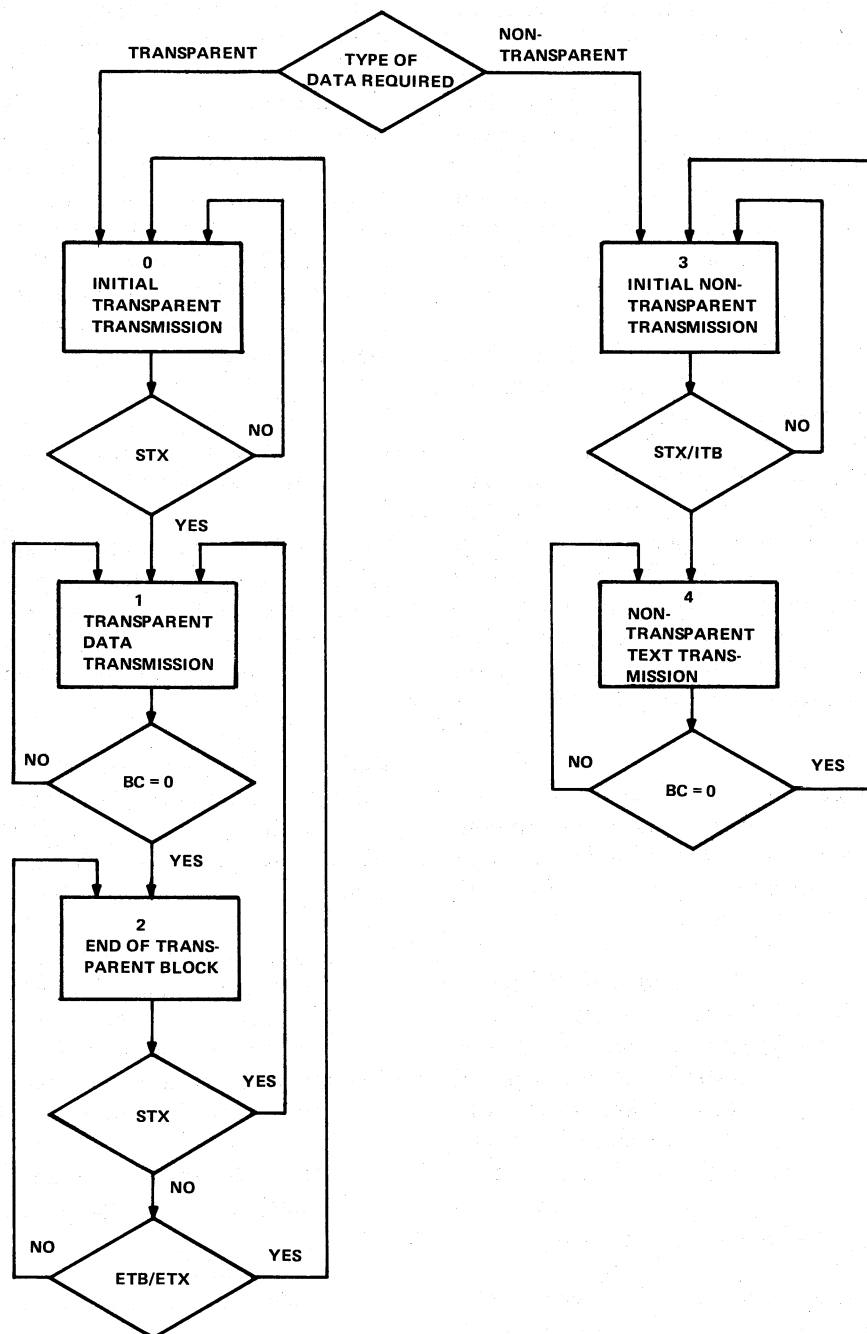 TRANSPARENT
TYPE OF
DATA REQUIRED
NON-
TRANSPARENT
0
INITIAL
TRANSPARENT
TRANSMISSION
STX
NO
YES
1
TRANSPARENT
DATA
TRANSMISSION
NO
BC = 0
YES
2
END OF TRANS-
PARENT BLOCK
STX
YES
NO
NO
ETB/ETX
YES
3
INITIAL NON-
TRANSPARENT
TRANSMISSION
STX/ITB
NO
4
NON-
TRANSPARENT
TEXT TRANS-
MISSION
NO
BC = 0
YES